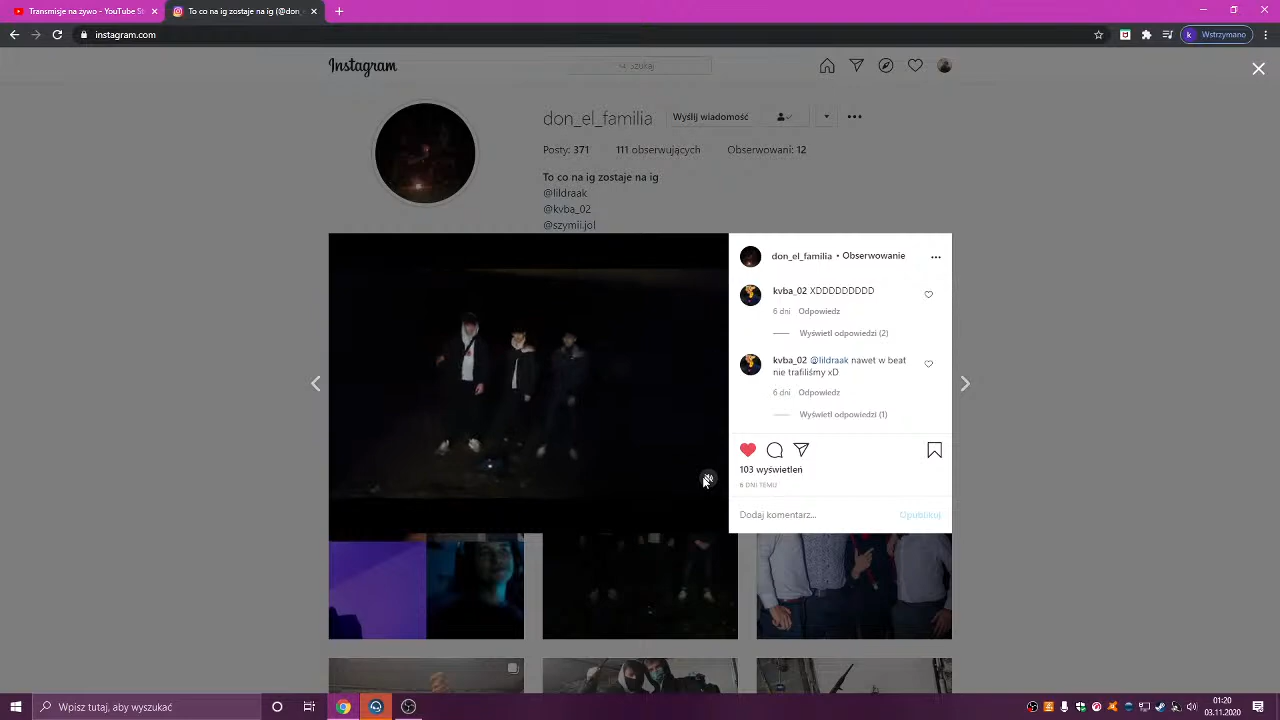 Transmisje na żywo - YouTube St
To co na ig zostaje na ig (@don_
instagram.com
Wstrzymano
Instagram
Szukaj
don_el_familia
Wyślij wiadomość
Posty: 371
111 obserwujących
Obserwowani: 12
To co na ig zostaje na ig
@lildraak
@kvba_02
@szymii.jol
don_el_familia • Obserwowanie
kvba_02 XDDDDDDDDD
6 dni Odpowiedz
Wyświetl odpowiedzi (2)
kvba_02 @lildraak nawet w beat
nie trafiliśmy xD
6 dni Odpowiedz
Wyświetl odpowiedzi (1)
103 wyświetleń
6 DNI TEMU
Dodaj komentarz...
Opublikuj
Wpisz tutaj, aby wyszukać
01:20
03.11.2020